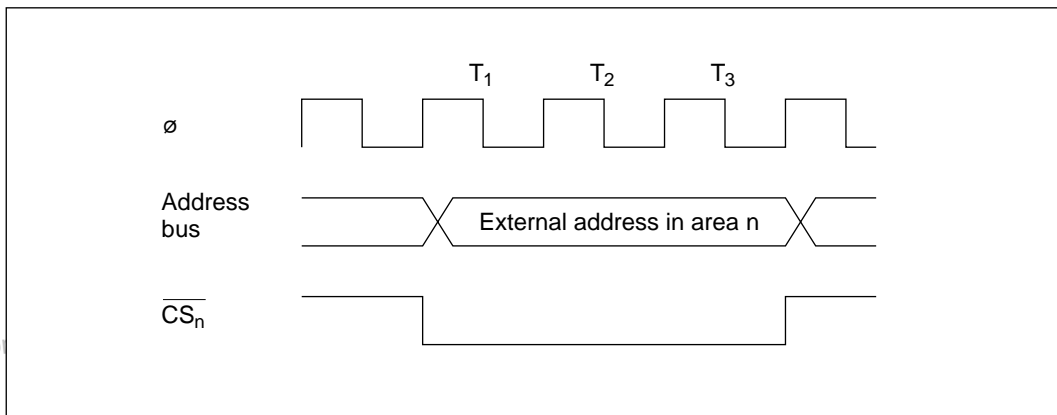 T1 T2 T3
ø
Address
bus
External address in area n
CSn